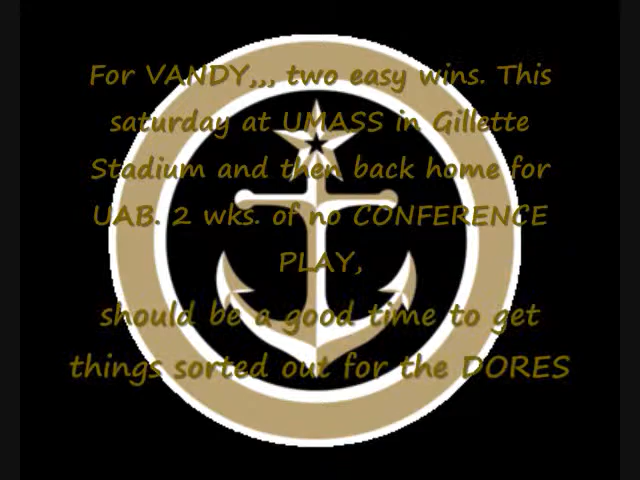 For VANDY,,, two easy wins. This
saturday at UMASS in Gillette
Stadium and then back home for
UAB. 2 wks. of no CONFERENCE
PLAY,
should be a good time to get
things sorted out for the DORES